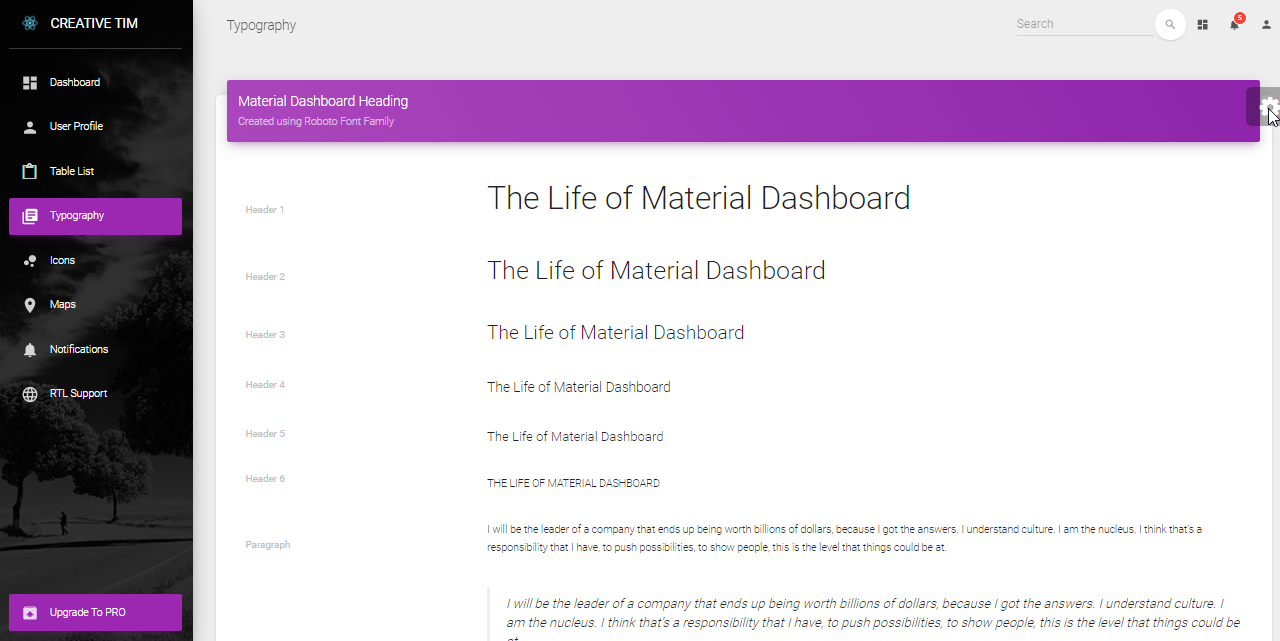 CREATIVE TIM
Dashboard
User Profile
Table List
Typography
Icons
Maps
Notifications
RTL Support
Upgrade To PRO
Typography
Search
5
Material Dashboard Heading
Created using Roboto Font Family
Header 1
The Life of Material Dashboard
Header 2
The Life of Material Dashboard
Header 3
The Life of Material Dashboard
Header 4
The Life of Material Dashboard
Header 5
The Life of Material Dashboard
Header 6
THE LIFE OF MATERIAL DASHBOARD
Paragraph
I will be the leader of a company that ends up being worth billions of dollars, because I got the answers. I understand culture. I am the nucleus. I think that's a
responsibility that I have, to push possibilities, to show people, this is the level that things could be at.
I will be the leader of a company that ends up being worth billions of dollars, because I got the answers. I understand culture. I
am the nucleus. I think that's a responsibility that I have, to push possibilities, to show people, this is the level that things could be